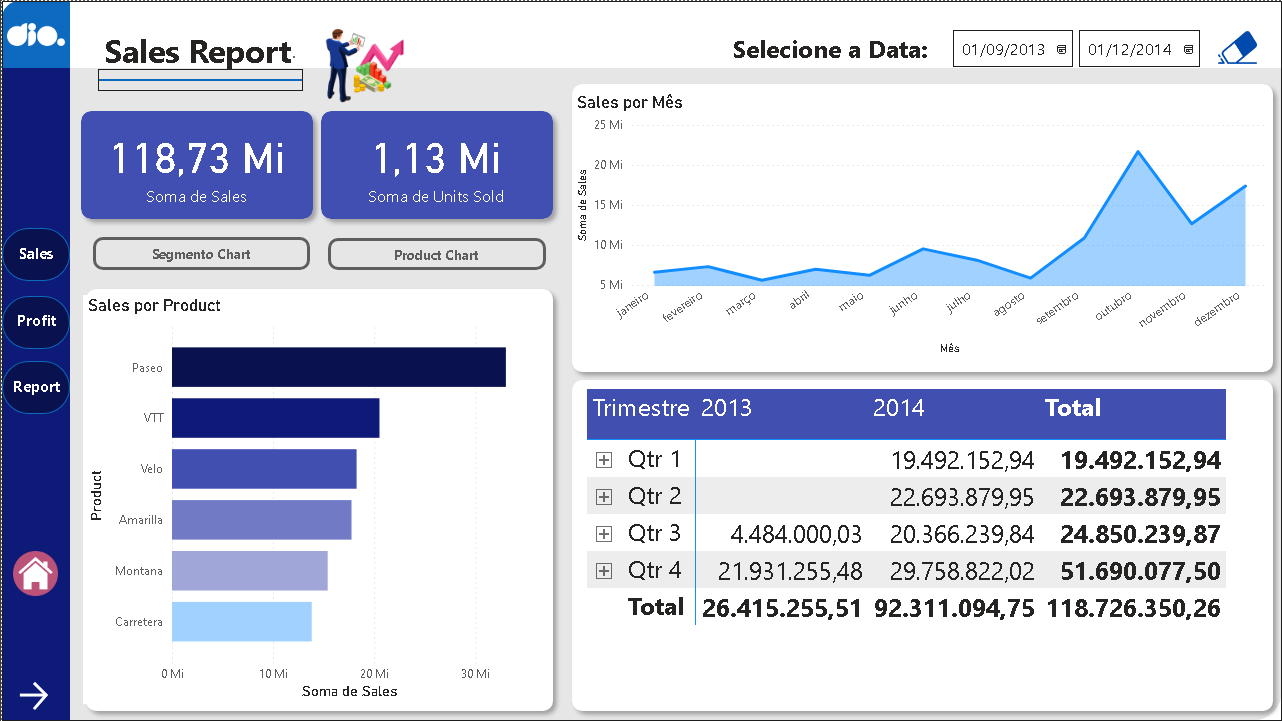 dio.
Sales Report
Selecione a Data:
01/09/2013
01/12/2014
118,73 Mi
Soma de Sales
1,13 Mi
Soma de Units Sold
Segmento Chart
Product Chart
Sales
Profit
Report
Sales por Product
Product
Paseo
VTT
Velo
Amarilla
Montana
Carretera
0 Mi 10 Mi 20 Mi 30 Mi
Soma de Sales
Sales por Mês
Soma de Sales
25 Mi
20 Mi
15 Mi
10 Mi
5 Mi
janeiro fevereiro março abril maio junho julho agosto setembro outubro novembro dezembro
Mês
Trimestre 2013 2014 Total
Qtr 1 19.492.152,94 19.492.152,94
Qtr 2 22.693.879,95 22.693.879,95
Qtr 3 4.484.000,03 20.366.239,84 24.850.239,87
Qtr 4 21.931.255,48 29.758.822,02 51.690.077,50
Total 26.415.255,51 92.311.094,75 118.726.350,26